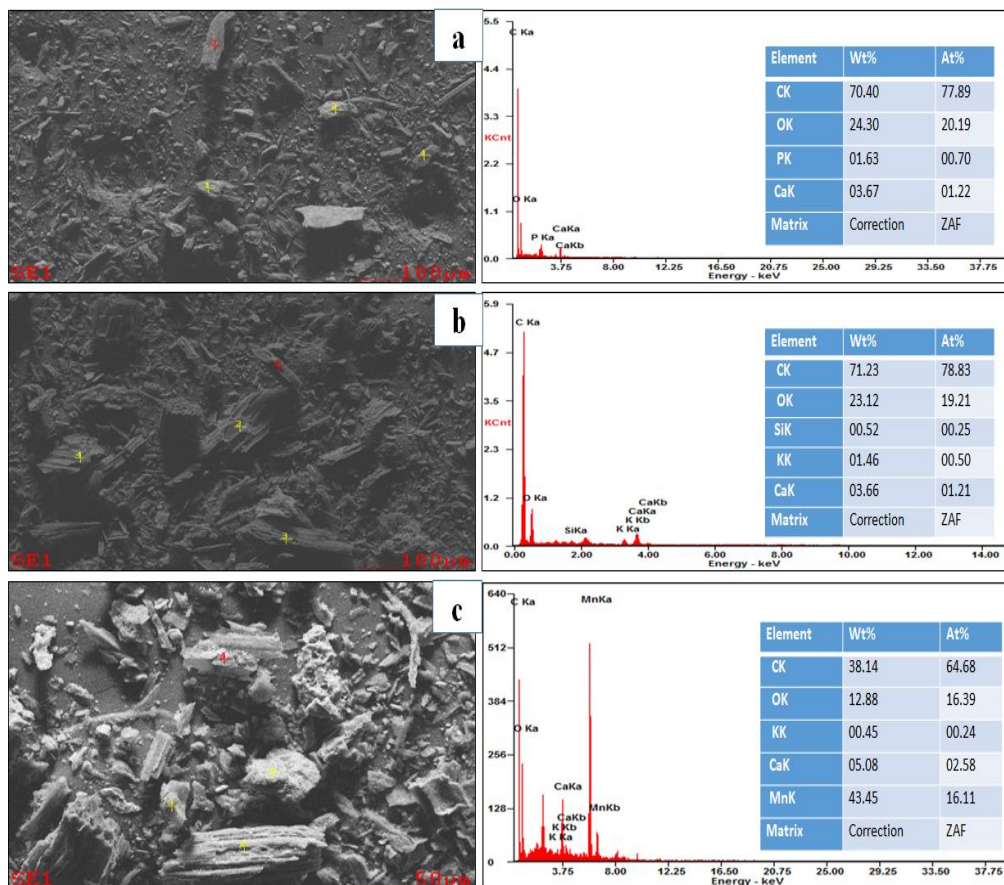 a
SE1 100µm
5.5
4.4
3.3
KCnt
2.2
1.1
0.0
C Ka
O Ka
P Ka
CaKa
CaKb
3.75 8.00 12.25 16.50 20.75 25.00 29.25 33.50 37.75
Energy - keV
Element Wt% At%
CK 70.40 77.89
OK 24.30 20.19
PK 01.63 00.70
CaK 03.67 01.22
Matrix Correction ZAF
b
2
3
SE1 100µm
5.9
4.7
3.5
KCnt
2.3
1.2
0.0
C Ka
O Ka
SiKa
CaKb
CaKa
K Kb
K Ka
0.00 2.00 4.00 6.00 8.00 10.00 12.00 14.00
Energy - keV
Element Wt% At%
CK 71.23 78.83
OK 23.12 19.21
SiK 00.52 00.25
KK 01.46 00.50
CaK 03.66 01.21
Matrix Correction ZAF
c
SE1 50µm
640
512
384
256
128
0
C Ka
MnKa
O Ka
CaKa
CaKb
MnKb
K Kb
K Ka
3.75 8.00 12.25 16.50 20.75 25.00 29.25 33.50 37.75
Energy - keV
Element Wt% At%
CK 38.14 64.68
OK 12.88 16.39
KK 00.45 00.24
CaK 05.08 02.58
MnK 43.45 16.11
Matrix Correction ZAF